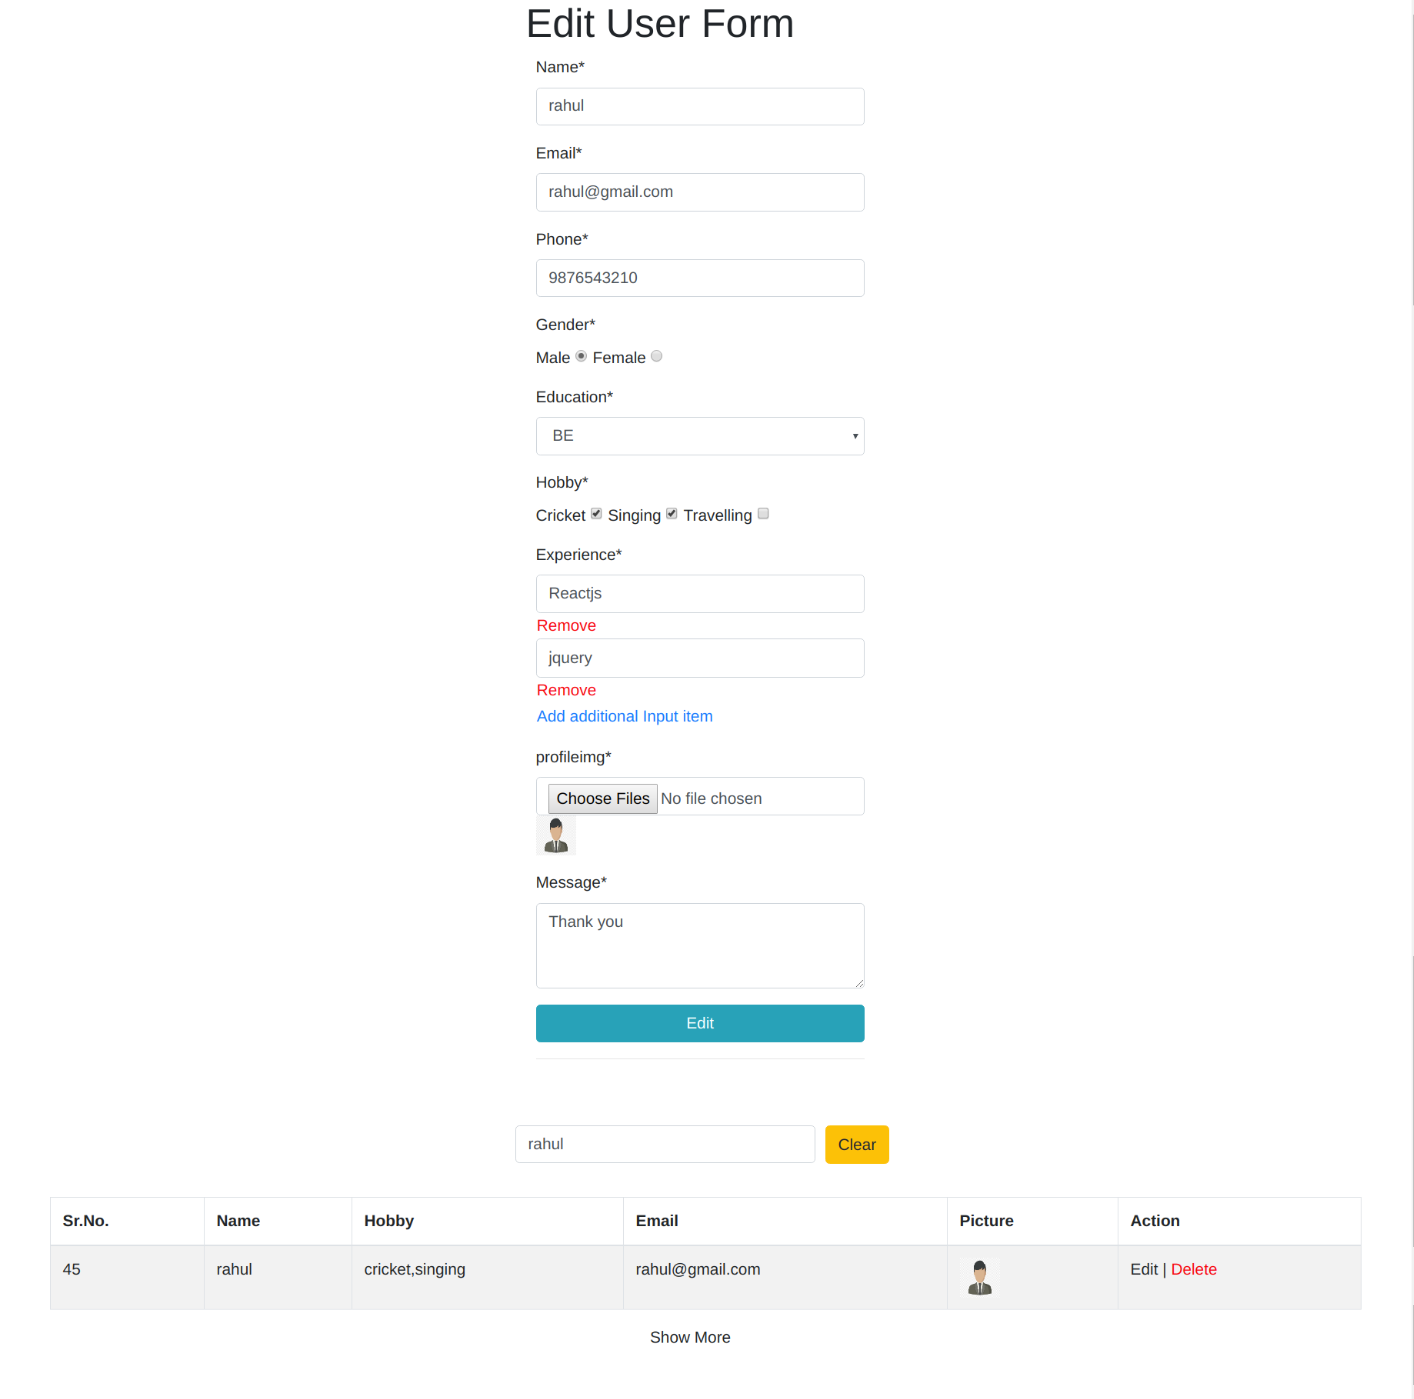 Edit User Form
Name*
rahul
Email*
rahul@gmail.com
Phone*
9876543210
Gender*
Male Female
Education*
BE
Hobby*
Cricket Singing Travelling
Experience*
Reactjs
Remove
jquery
Remove
Add additional Input item
profileimg*
Choose Files No file chosen
Message*
Thank you
Edit
rahul Clear
Sr.No. Name Hobby Email Picture Action
45 rahul cricket,singing rahul@gmail.com Edit | Delete
Show More